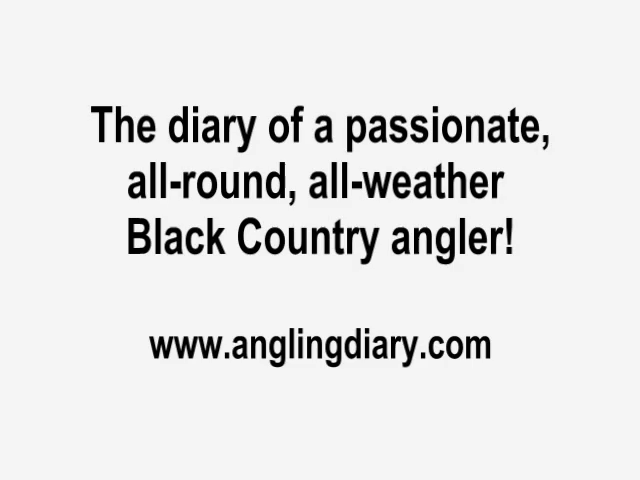 The diary of a passionate,
all-round, all-weather
Black Country angler!
www.anglingdiary.com